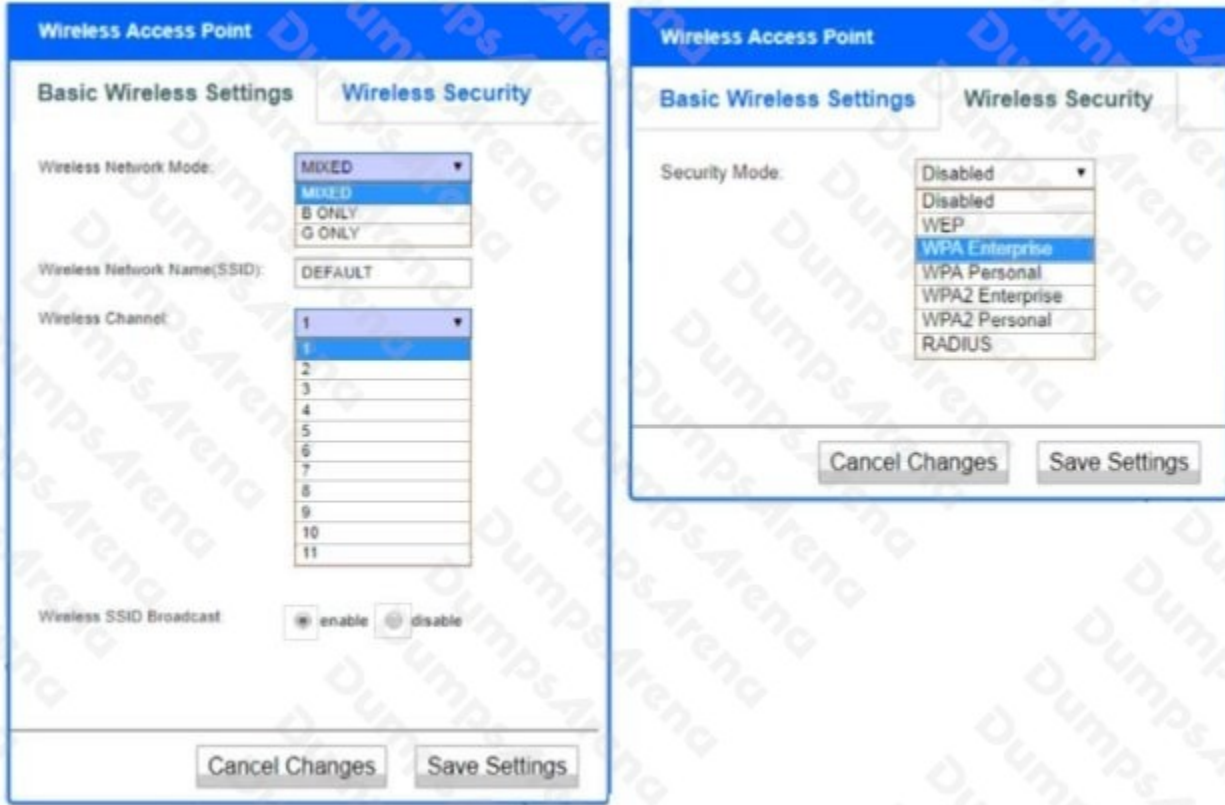 Wireless Access Point
Basic Wireless Settings
Wireless Security
Wireless Network Mode:
MIXED
MIXED
B ONLY
G ONLY
Wireless Network Name(SSID):
DEFAULT
Wireless Channel:
1
1
2
3
4
5
6
7
8
9
10
11
Wireless SSID Broadcast
enable
disable
Cancel Changes
Save Settings
Wireless Access Point
Basic Wireless Settings
Wireless Security
Security Mode:
Disabled
Disabled
WEP
WPA Enterprise
WPA Personal
WPA2 Enterprise
WPA2 Personal
RADIUS
Cancel Changes
Save Settings
DumpsArena